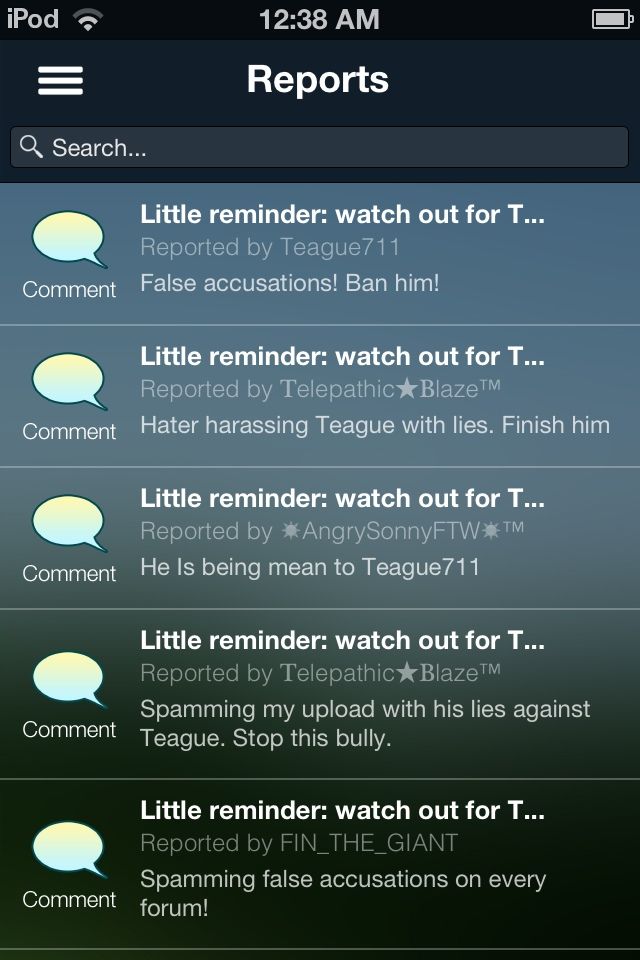 iPod 12:38 AM
Reports
Search...
Little reminder: watch out for T...
Reported by Teague711
False accusations! Ban him!
Comment
Little reminder: watch out for T...
Reported by Telepathic★Blaze™
Hater harassing Teague with lies. Finish him
Comment
Little reminder: watch out for T...
Reported by ✸AngrySonnyFTW✸™
He Is being mean to Teague711
Comment
Little reminder: watch out for T...
Reported by Telepathic★Blaze™
Spamming my upload with his lies against
Teague. Stop this bully.
Comment
Little reminder: watch out for T...
Reported by FIN_THE_GIANT
Spamming false accusations on every
forum!
Comment